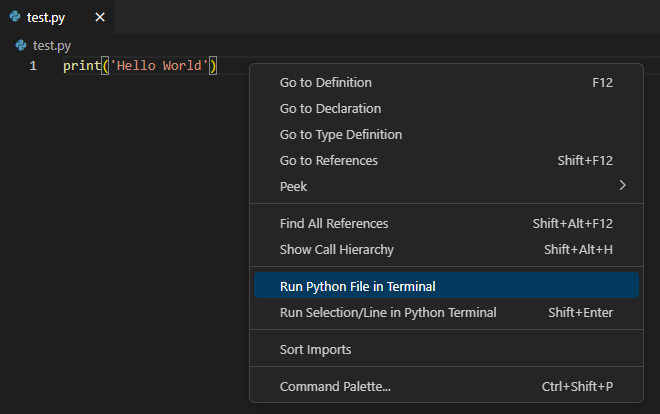 test.py
test.py
1 print('Hello World')
Go to Definition F12
Go to Declaration
Go to Type Definition
Go to References Shift+F12
Peek
Find All References Shift+Alt+F12
Show Call Hierarchy Shift+Alt+H
Run Python File in Terminal
Run Selection/Line in Python Terminal Shift+Enter
Sort Imports
Command Palette... Ctrl+Shift+P